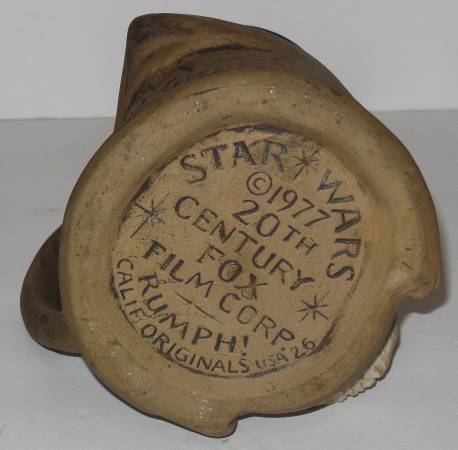 STAR WARS
©1977
20TH
CENTURY
FOX
FILM CORP.
RUMPH!
CALIF. ORIGINALS USA 26